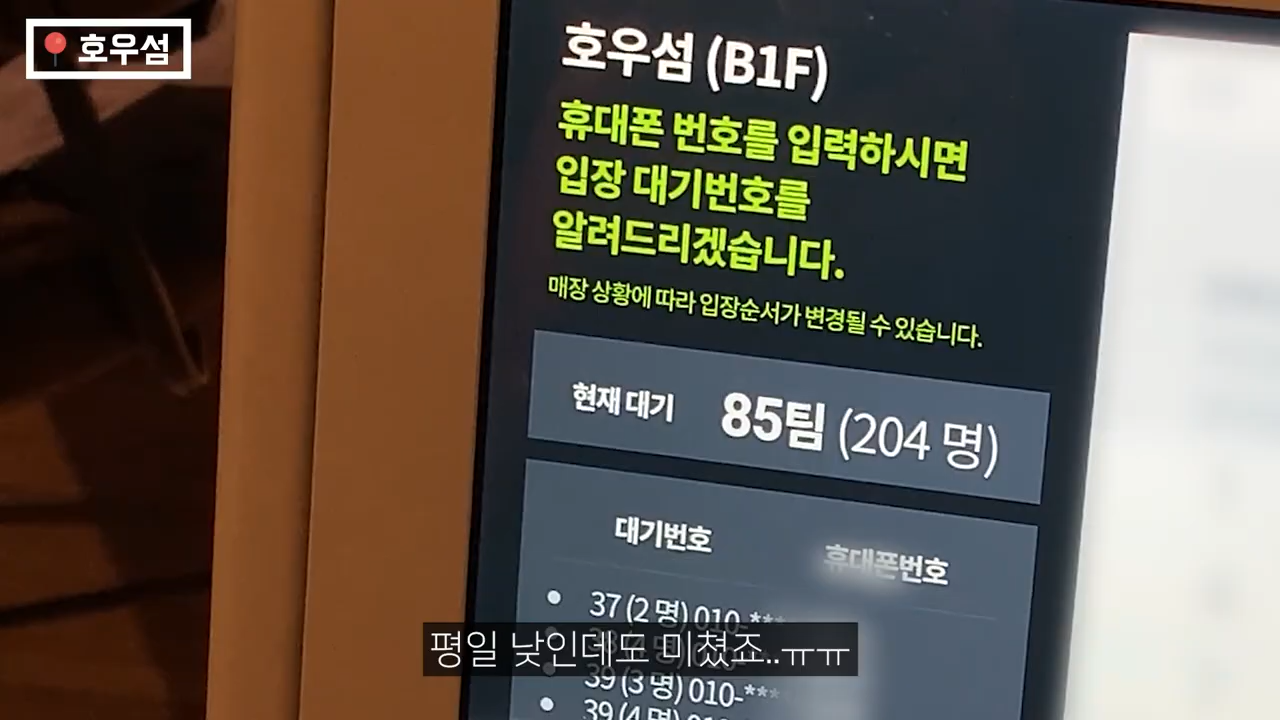 호우섬
호우섬 (B1F)
휴대폰 번호를 입력하시면
입장 대기번호를
알려드리겠습니다.
매장 상황에 따라 입장순서가 변경될 수 있습니다.
현재 대기 85팀 (204 명)
대기번호 휴대폰번호
37 (2 명) 010-***
평일 낮인데도 미쳤죠..ㅠㅠ
39 (3 명) 010-***
39 (4 명)